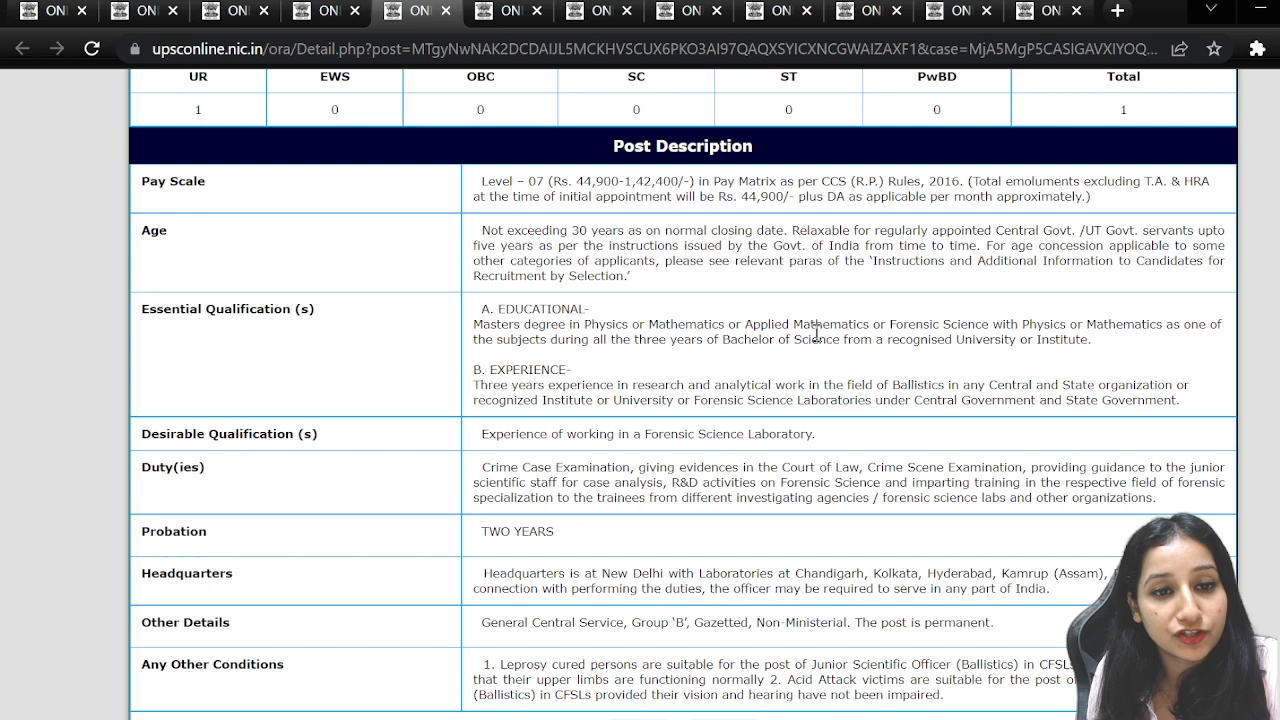 ONI
ONI
ONI
ONI
ONI
ONI
ONI
ONI
ONI
ONI
ONI
ONI
upsconline.nic.in/ora/Detail.php?post=MTgyNwNAK2DCDAIJL5MCKHVSCUX6PKO3AI97QAQXSYICXNCGWAIZAXF1&case=MjA5MgP5CASIGAVXIYOQ...
UR EWS OBC SC ST PwBD Total
1 0 0 0 0 0 1
Post Description
Pay Scale
Level – 07 (Rs. 44,900-1,42,400/-) in Pay Matrix as per CCS (R.P.) Rules, 2016. (Total emoluments excluding T.A. & HRA
at the time of initial appointment will be Rs. 44,900/- plus DA as applicable per month approximately.)
Age
Not exceeding 30 years as on normal closing date. Relaxable for regularly appointed Central Govt. /UT Govt. servants upto
five years as per the instructions issued by the Govt. of India from time to time. For age concession applicable to some
other categories of applicants, please see relevant paras of the ‘Instructions and Additional Information to Candidates for
Recruitment by Selection.’
Essential Qualification (s)
A. EDUCATIONAL-
Masters degree in Physics or Mathematics or Applied Mathematics or Forensic Science with Physics or Mathematics as one of
the subjects during all the three years of Bachelor of Science from a recognised University or Institute.
B. EXPERIENCE-
Three years experience in research and analytical work in the field of Ballistics in any Central and State organization or
recognized Institute or University or Forensic Science Laboratories under Central Government and State Government.
Desirable Qualification (s)
Experience of working in a Forensic Science Laboratory.
Duty(ies)
Crime Case Examination, giving evidences in the Court of Law, Crime Scene Examination, providing guidance to the junior
scientific staff for case analysis, R&D activities on Forensic Science and imparting training in the respective field of forensic
specialization to the trainees from different investigating agencies / forensic science labs and other organizations.
Probation
TWO YEARS
Headquarters
Headquarters is at New Delhi with Laboratories at Chandigarh, Kolkata, Hyderabad, Kamrup (Assam),
connection with performing the duties, the officer may be required to serve in any part of India.
Other Details
General Central Service, Group ‘B’, Gazetted, Non-Ministerial. The post is permanent.
Any Other Conditions
1. Leprosy cured persons are suitable for the post of Junior Scientific Officer (Ballistics) in CFSL
that their upper limbs are functioning normally 2. Acid Attack victims are suitable for the post
(Ballistics) in CFSLs provided their vision and hearing have not been impaired.